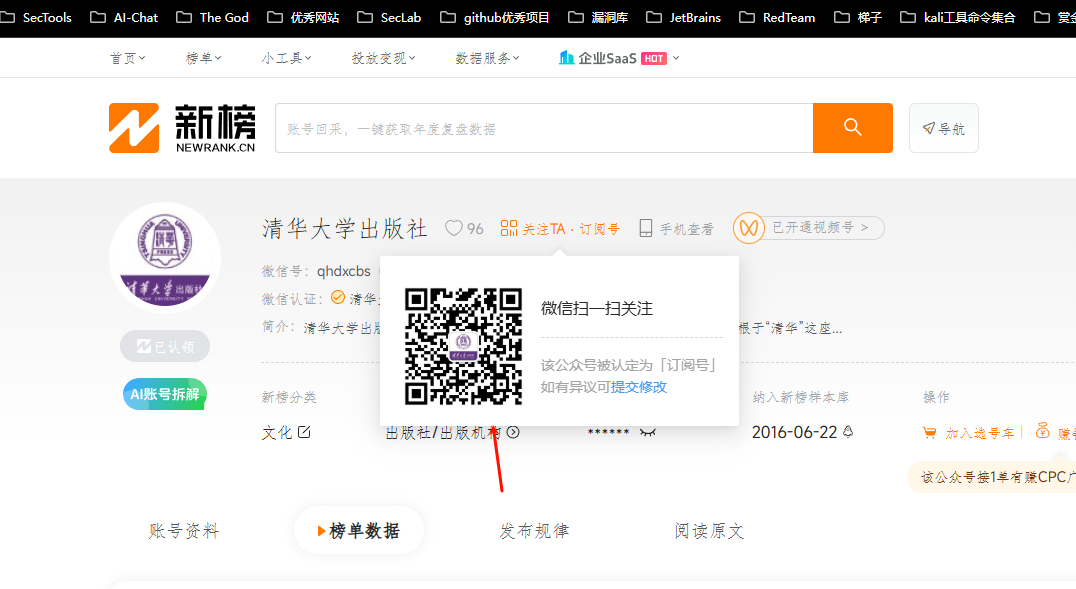 SecTools AI-Chat The God 优秀网站 SecLab github优秀项目 漏洞库 JetBrains RedTeam 梯子 kali工具命令集合
首页 榜单 小工具 投放变现 数据服务 企业SaaS HOT
新榜
NEWRANK.CN
账号回采，一键获取年度复盘数据
导航
清华大学出版社 96 关注TA · 订阅号 手机查看 已开通视频号 >
微信号： qhdxcbs
微信认证： 清华
简介： 清华大学出版 根于“清华”这座...
微信扫一扫关注
该公众号被认定为「订阅号」
如有异议可提交修改
清华大学出版社
已认领
AI账号拆解
新榜分类 纳入新榜样本库 操作
文化 出版社/出版机构 ****** 2016-06-22 加入选号车
该公众号接1单有赚CPC广
账号资料 榜单数据 发布规律 阅读原文